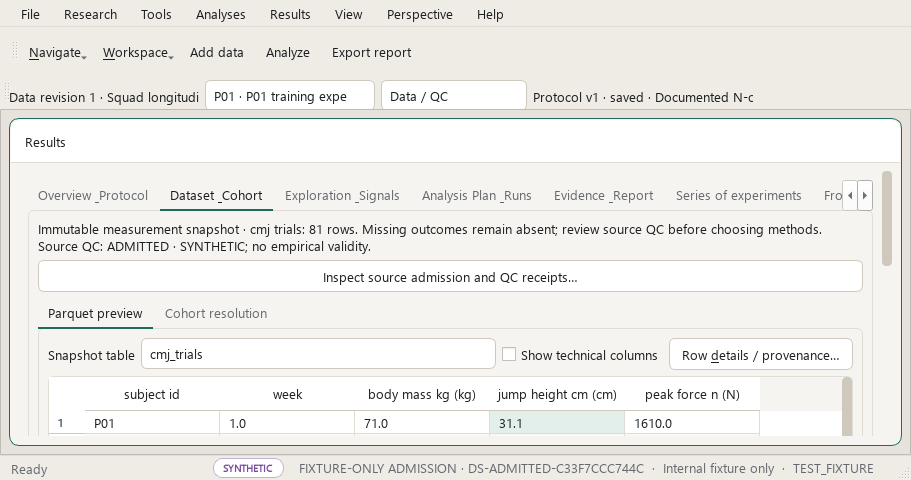 File Research Tools Analyses Results View Perspective Help
Navigate Workspace Add data Analyze Export report
Data revision 1 · Squad longitudi P01 · P01 training expe Data / QC Protocol v1 · saved · Documented N-c
Results
Overview _Protocol Dataset _Cohort Exploration _Signals Analysis Plan _Runs Evidence _Report Series of experiments Fro
Immutable measurement snapshot · cmj trials: 81 rows. Missing outcomes remain absent; review source QC before choosing methods.
Source QC: ADMITTED · SYNTHETIC; no empirical validity.
Inspect source admission and QC receipts...
Parquet preview Cohort resolution
Snapshot table cmj_trials Show technical columns Row details / provenance...
subject id week body mass kg (kg) jump height cm (cm) peak force n (N)
1 P01 1.0 71.0 31.1 1610.0
Ready SYNTHETIC FIXTURE-ONLY ADMISSION · DS-ADMITTED-C33F7CCC744C · Internal fixture only · TEST_FIXTURE